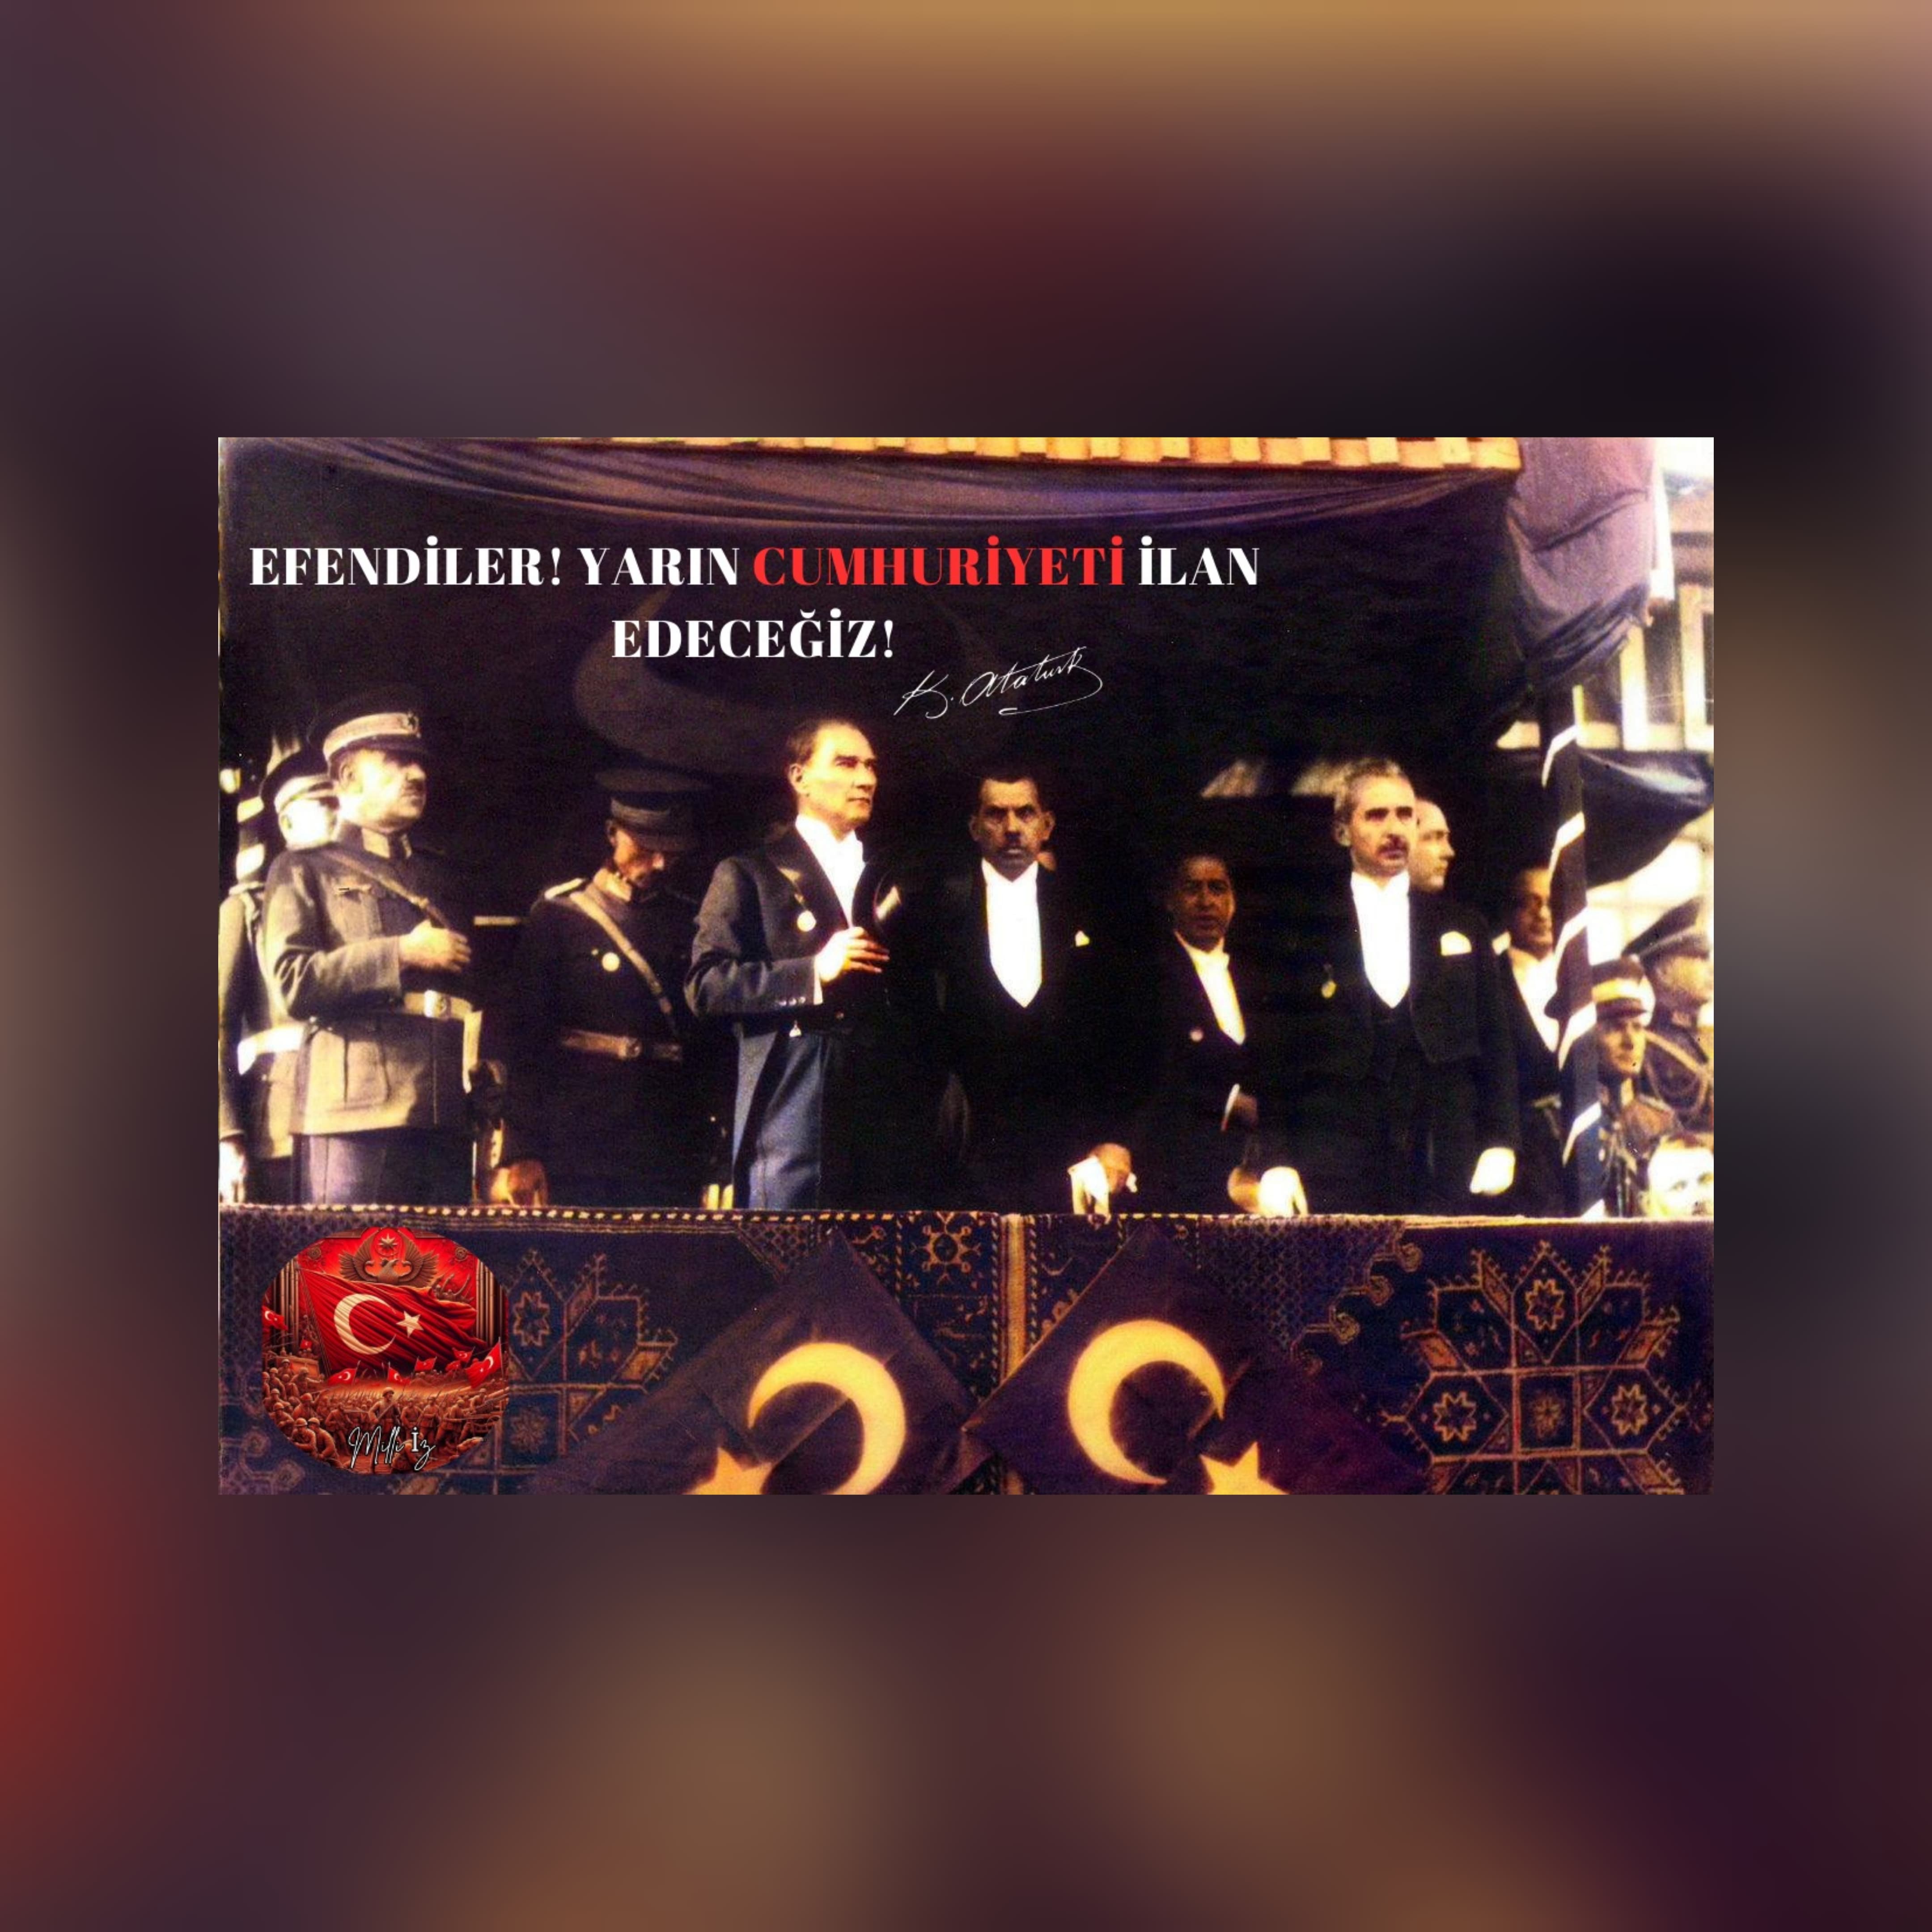 EFENDİLER! YARIN CUMHURİYETİ İLAN
EDECEĞİZ!
K. Atatürk
Milli İz